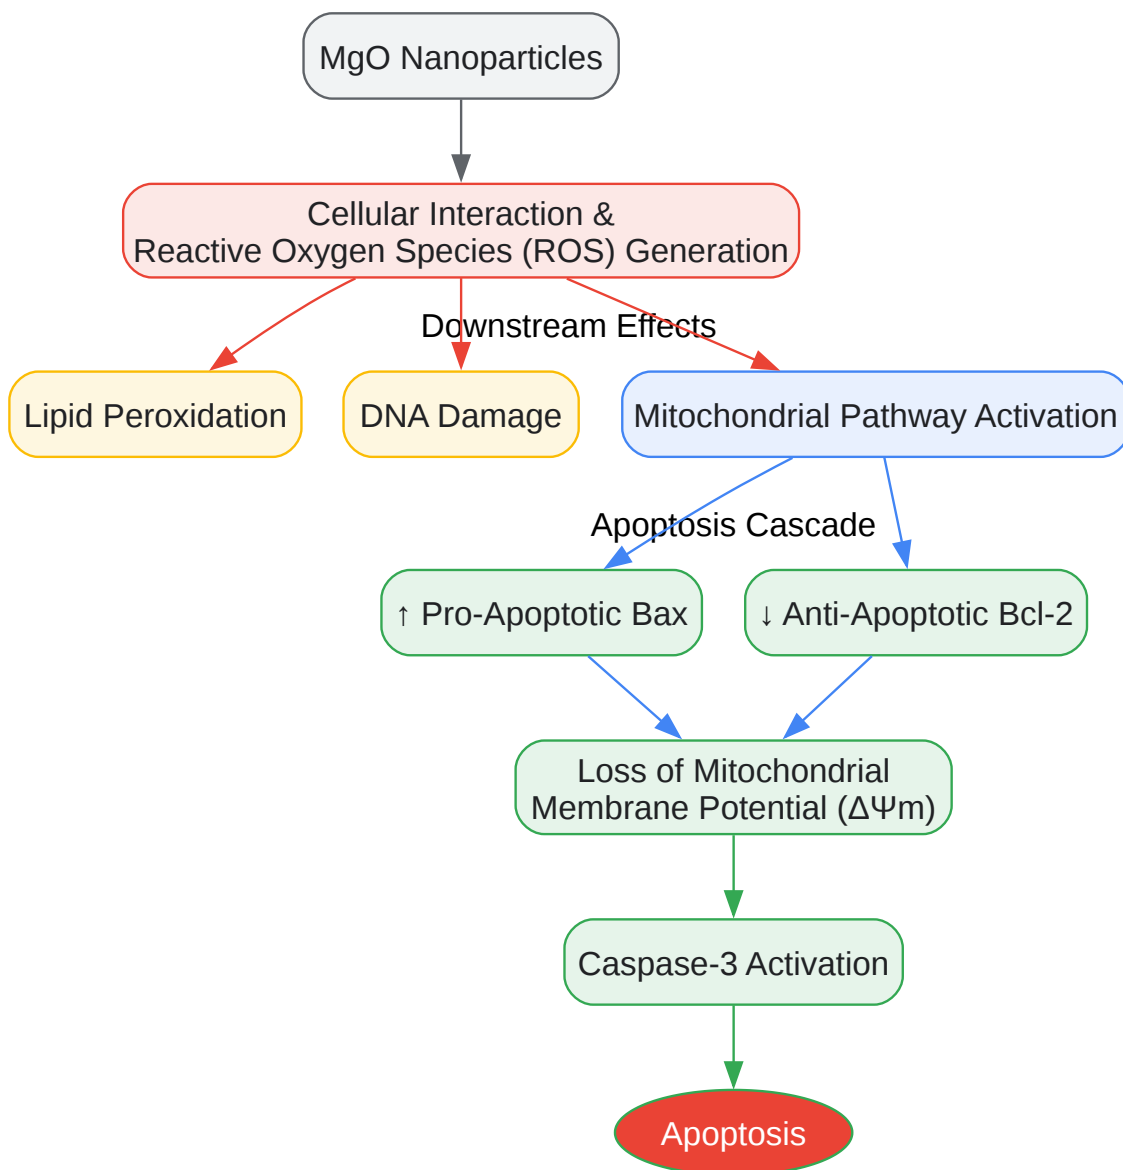 MgO Nanoparticles
Cellular Interaction &
Reactive Oxygen Species (ROS) Generation
Downstream Effects
Lipid Peroxidation
DNA Damage
Mitochondrial Pathway Activation
Apoptosis Cascade
↑ Pro-Apoptotic Bax
↓ Anti-Apoptotic Bcl-2
Loss of Mitochondrial
Membrane Potential (ΔΨm)
Caspase-3 Activation
Apoptosis